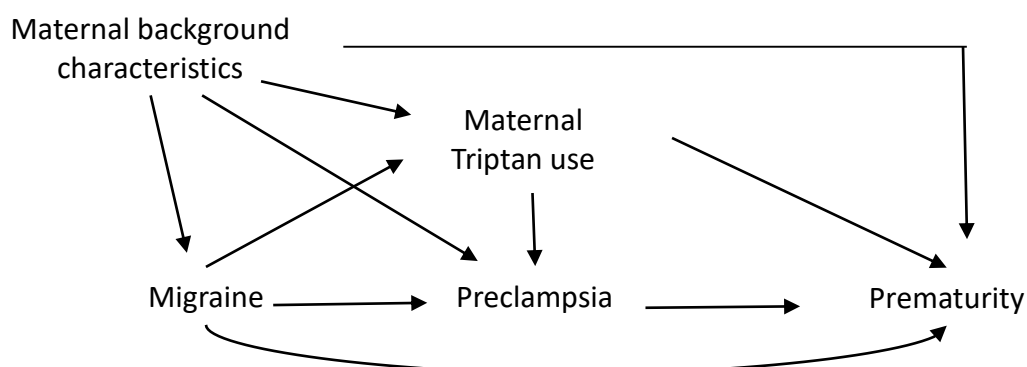 Maternal background
characteristics
Maternal
Triptan use
Migraine
Preclampsia
Prematurity